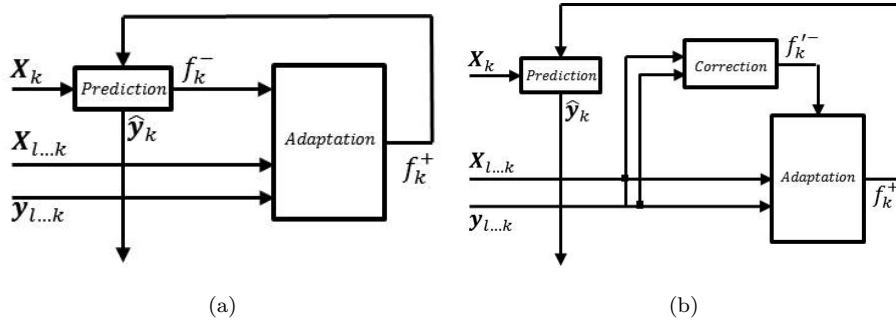 X_k
Prediction
f_k^-
ŷ_k
X_{l...k}
y_{l...k}
Adaptation
f_k^+
(a)
X_k
Prediction
ŷ_k
Correction
f_k'^-
X_{l...k}
y_{l...k}
Adaptation
f_k^+
(b)